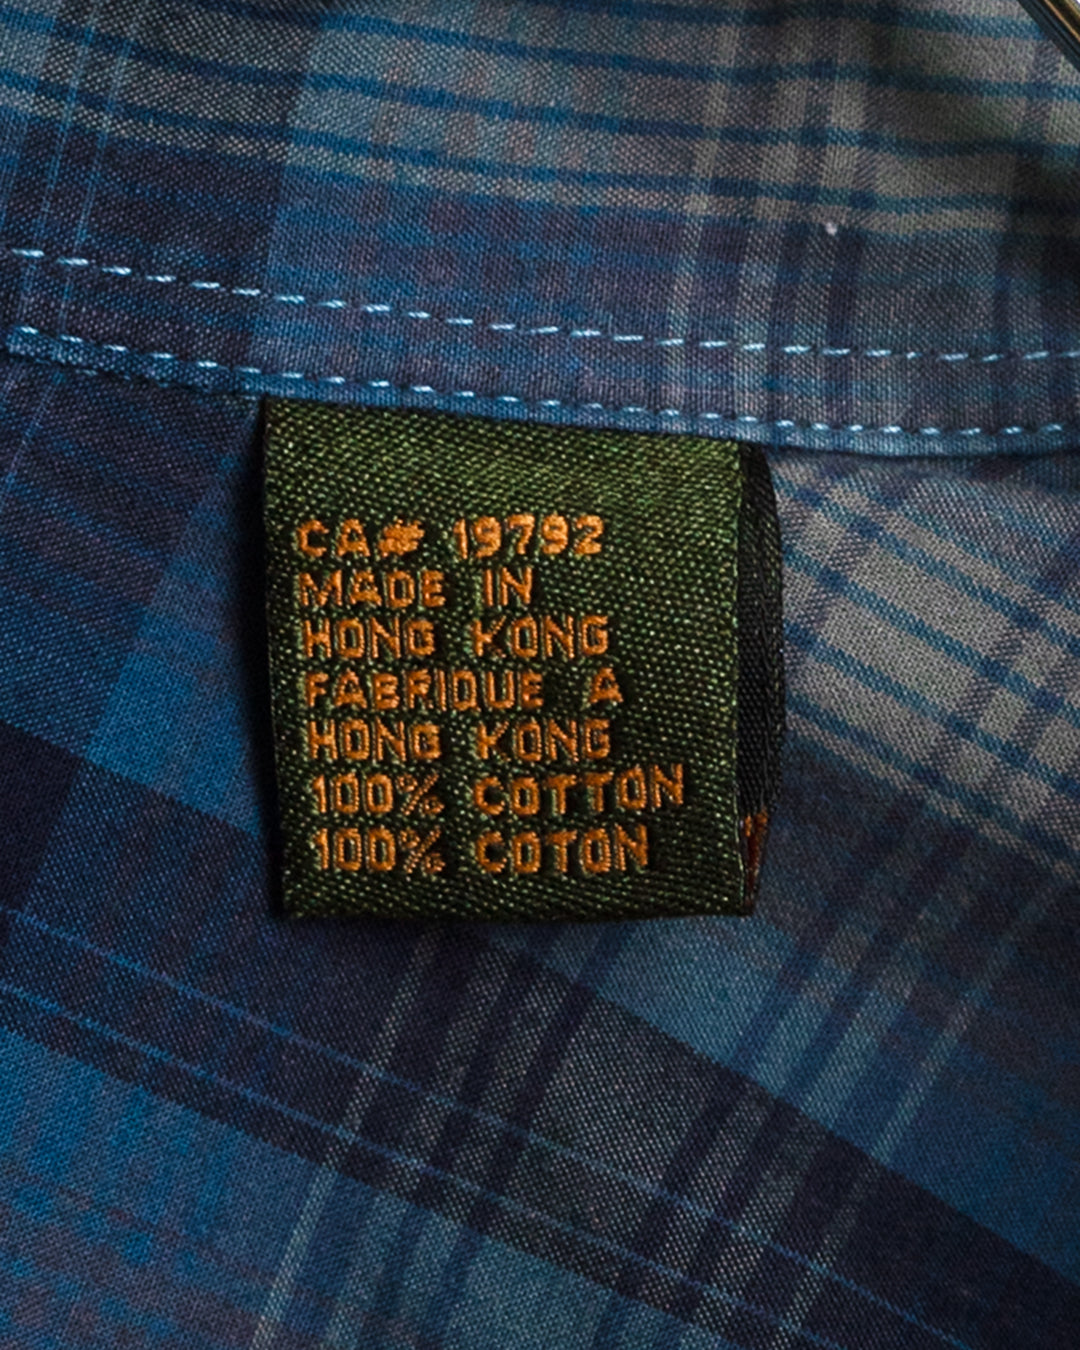 CA# 19792
MADE IN
HONG KONG
FABRIQUE A
HONG KONG
100% COTTON
100% COTON